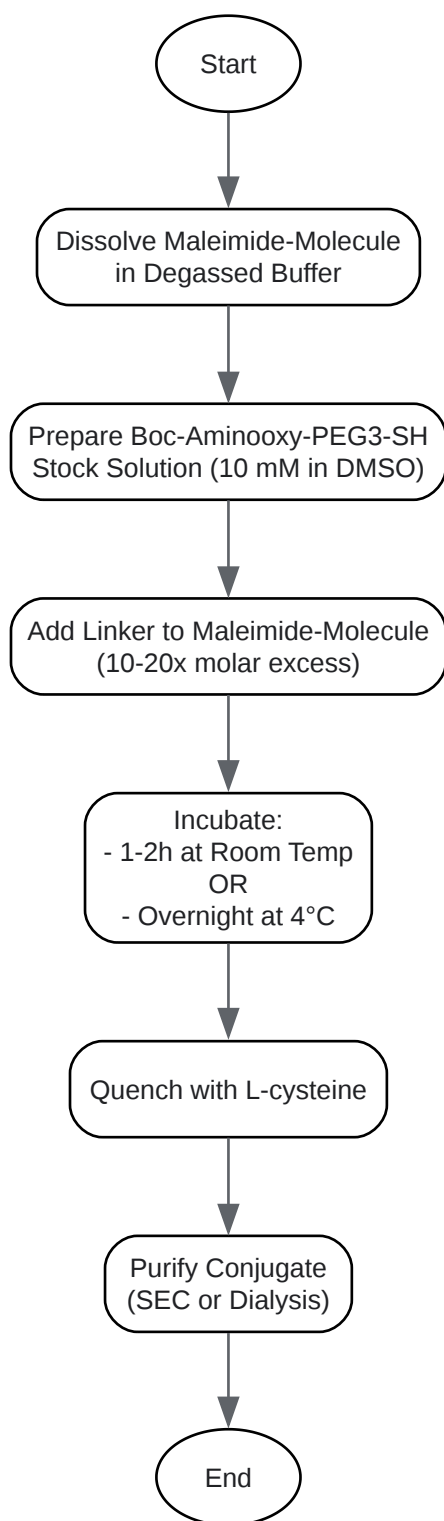 Start
Dissolve Maleimide-Molecule
in Degassed Buffer
Prepare Boc-Aminooxy-PEG3-SH
Stock Solution (10 mM in DMSO)
Add Linker to Maleimide-Molecule
(10-20x molar excess)
Incubate:
- 1-2h at Room Temp
OR
- Overnight at 4°C
Quench with L-cysteine
Purify Conjugate
(SEC or Dialysis)
End